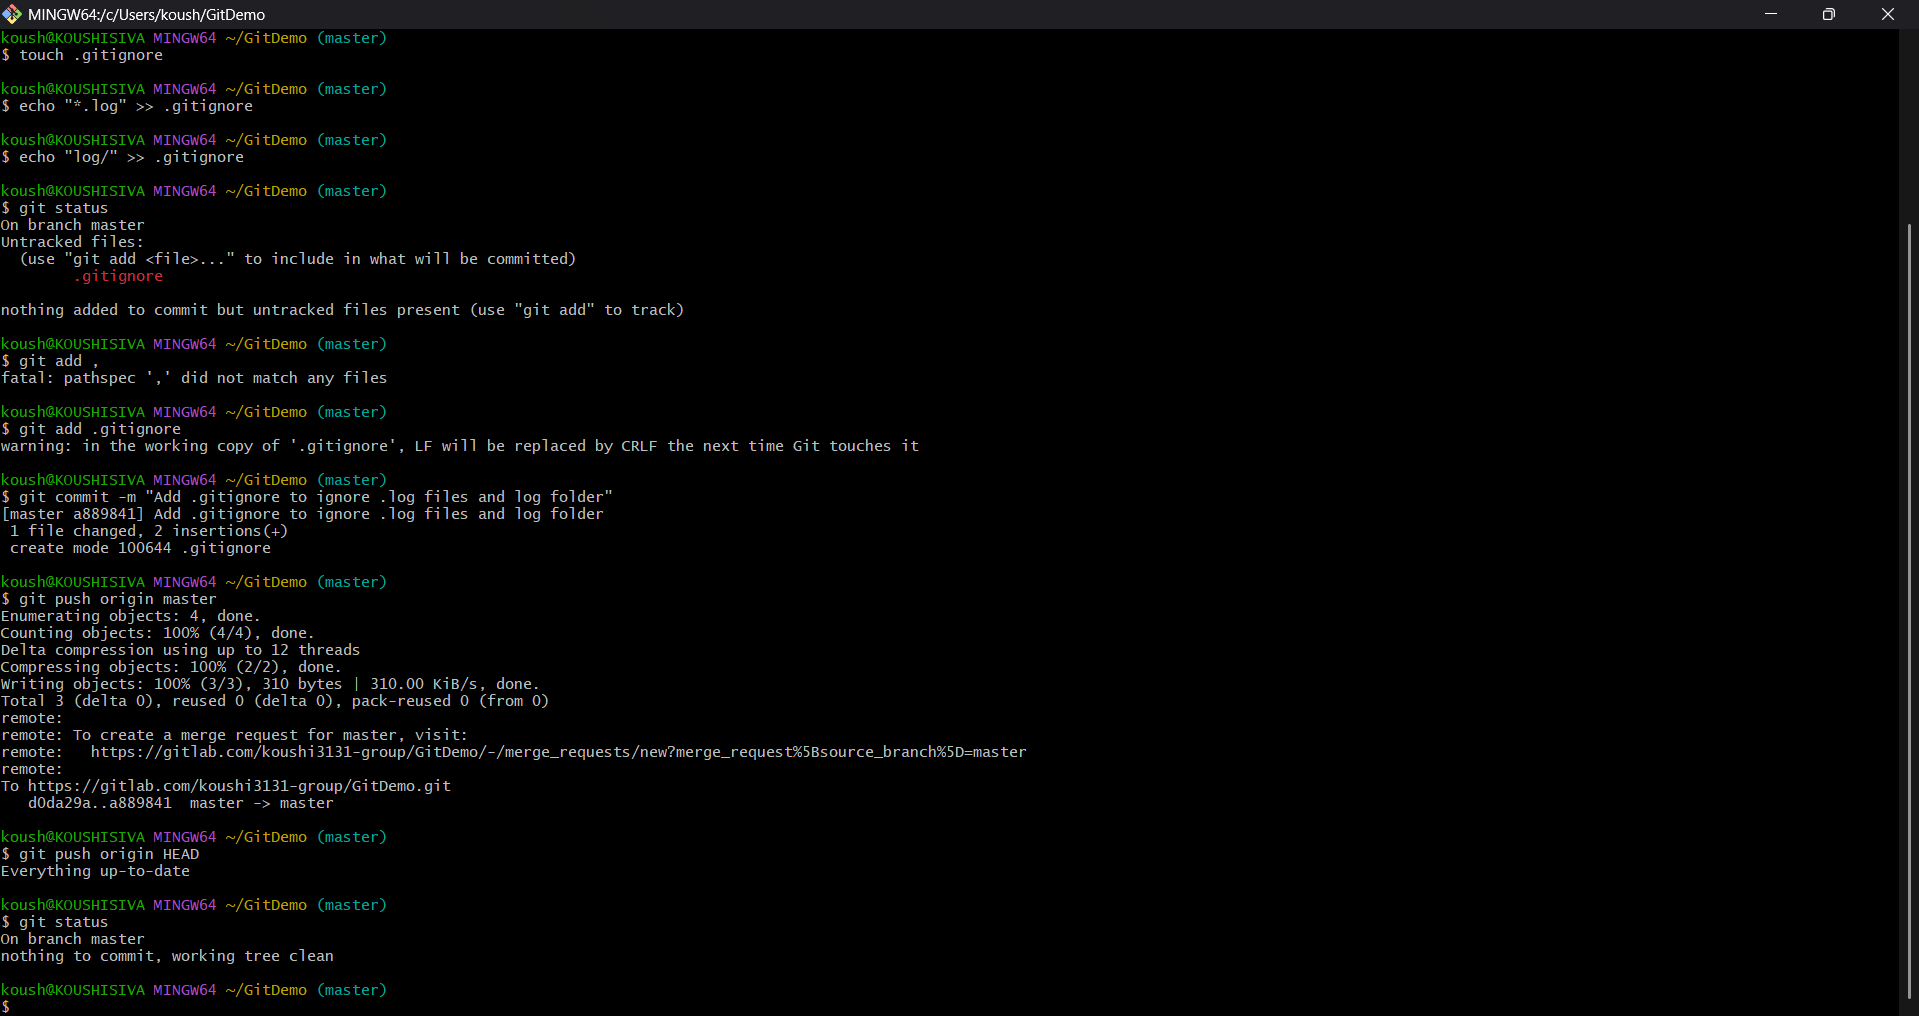 MINGW64:/c/Users/koush/GitDemo
koush@KOUSHISIVA MINGW64 ~/GitDemo (master)
$ touch .gitignore
koush@KOUSHISIVA MINGW64 ~/GitDemo (master)
$ echo "*.log" >> .gitignore
koush@KOUSHISIVA MINGW64 ~/GitDemo (master)
$ echo "log/" >> .gitignore
koush@KOUSHISIVA MINGW64 ~/GitDemo (master)
$ git status
On branch master
Untracked files:
  (use "git add <file>..." to include in what will be committed)
        .gitignore
nothing added to commit but untracked files present (use "git add" to track)
koush@KOUSHISIVA MINGW64 ~/GitDemo (master)
$ git add ,
fatal: pathspec ',' did not match any files
koush@KOUSHISIVA MINGW64 ~/GitDemo (master)
$ git add .gitignore
warning: in the working copy of '.gitignore', LF will be replaced by CRLF the next time Git touches it
koush@KOUSHISIVA MINGW64 ~/GitDemo (master)
$ git commit -m "Add .gitignore to ignore .log files and log folder"
[master a889841] Add .gitignore to ignore .log files and log folder
 1 file changed, 2 insertions(+)
 create mode 100644 .gitignore
koush@KOUSHISIVA MINGW64 ~/GitDemo (master)
$ git push origin master
Enumerating objects: 4, done.
Counting objects: 100% (4/4), done.
Delta compression using up to 12 threads
Compressing objects: 100% (2/2), done.
Writing objects: 100% (3/3), 310 bytes | 310.00 KiB/s, done.
Total 3 (delta 0), reused 0 (delta 0), pack-reused 0 (from 0)
remote:
remote: To create a merge request for master, visit:
remote:   https://gitlab.com/koushi3131-group/GitDemo/-/merge_requests/new?merge_request%5Bsource_branch%5D=master
remote:
To https://gitlab.com/koushi3131-group/GitDemo.git
   d0da29a..a889841  master -> master
koush@KOUSHISIVA MINGW64 ~/GitDemo (master)
$ git push origin HEAD
Everything up-to-date
koush@KOUSHISIVA MINGW64 ~/GitDemo (master)
$ git status
On branch master
nothing to commit, working tree clean
koush@KOUSHISIVA MINGW64 ~/GitDemo (master)
$